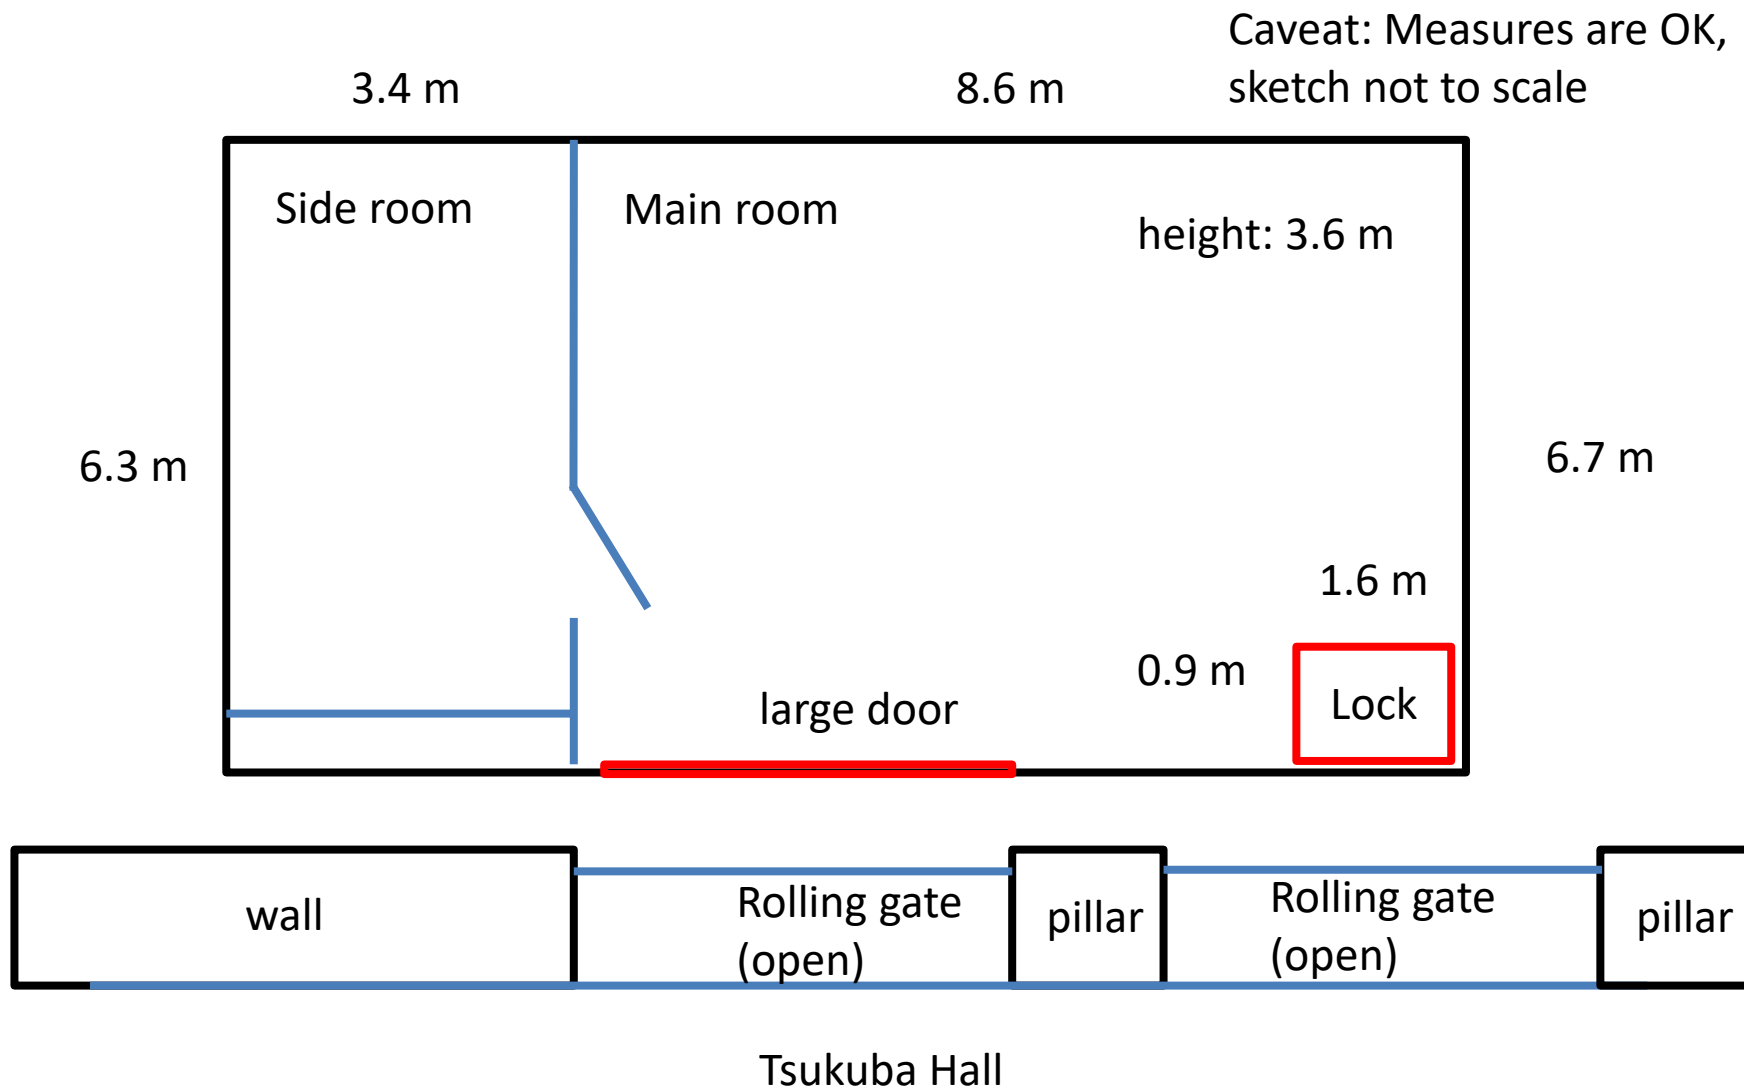 Caveat: Measures are OK,
sketch not to scale
3.4 m
8.6 m
Side room
Main room
height: 3.6 m
6.3 m
6.7 m
1.6 m
0.9 m
Lock
large door
wall
Rolling gate
(open)
pillar
Rolling gate
(open)
pillar
Tsukuba Hall